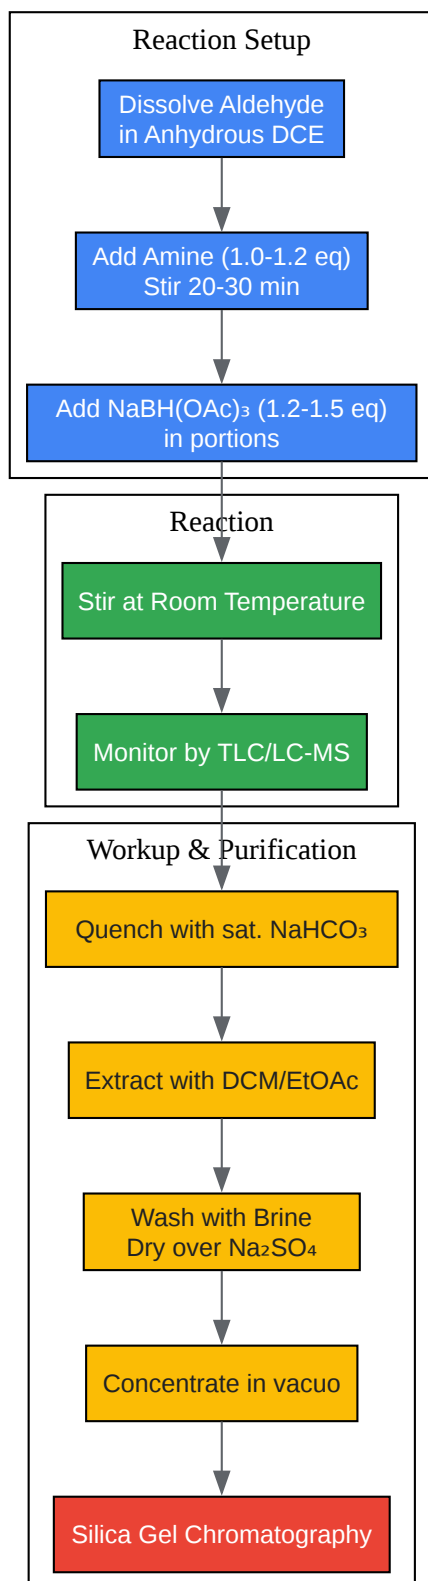 Reaction Setup
Dissolve Aldehyde
in Anhydrous DCE
Add Amine (1.0-1.2 eq)
Stir 20-30 min
Add NaBH(OAc)₃ (1.2-1.5 eq)
in portions
Reaction
Stir at Room Temperature
Monitor by TLC/LC-MS
Workup & Purification
Quench with sat. NaHCO₃
Extract with DCM/EtOAc
Wash with Brine
Dry over Na₂SO₄
Concentrate in vacuo
Silica Gel Chromatography